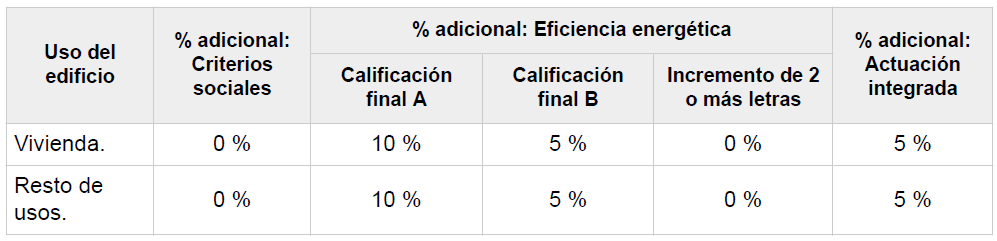 Uso del
edificio
% adicional:
Criterios
sociales
% adicional: Eficiencia energética
Calificación
final A
Calificación
final B
Incremento de 2
o más letras
% adicional:
Actuación
integrada
Vivienda. 0 % 10 % 5 % 0 % 5 %
Resto de
usos. 0 % 10 % 5 % 0 % 5 %